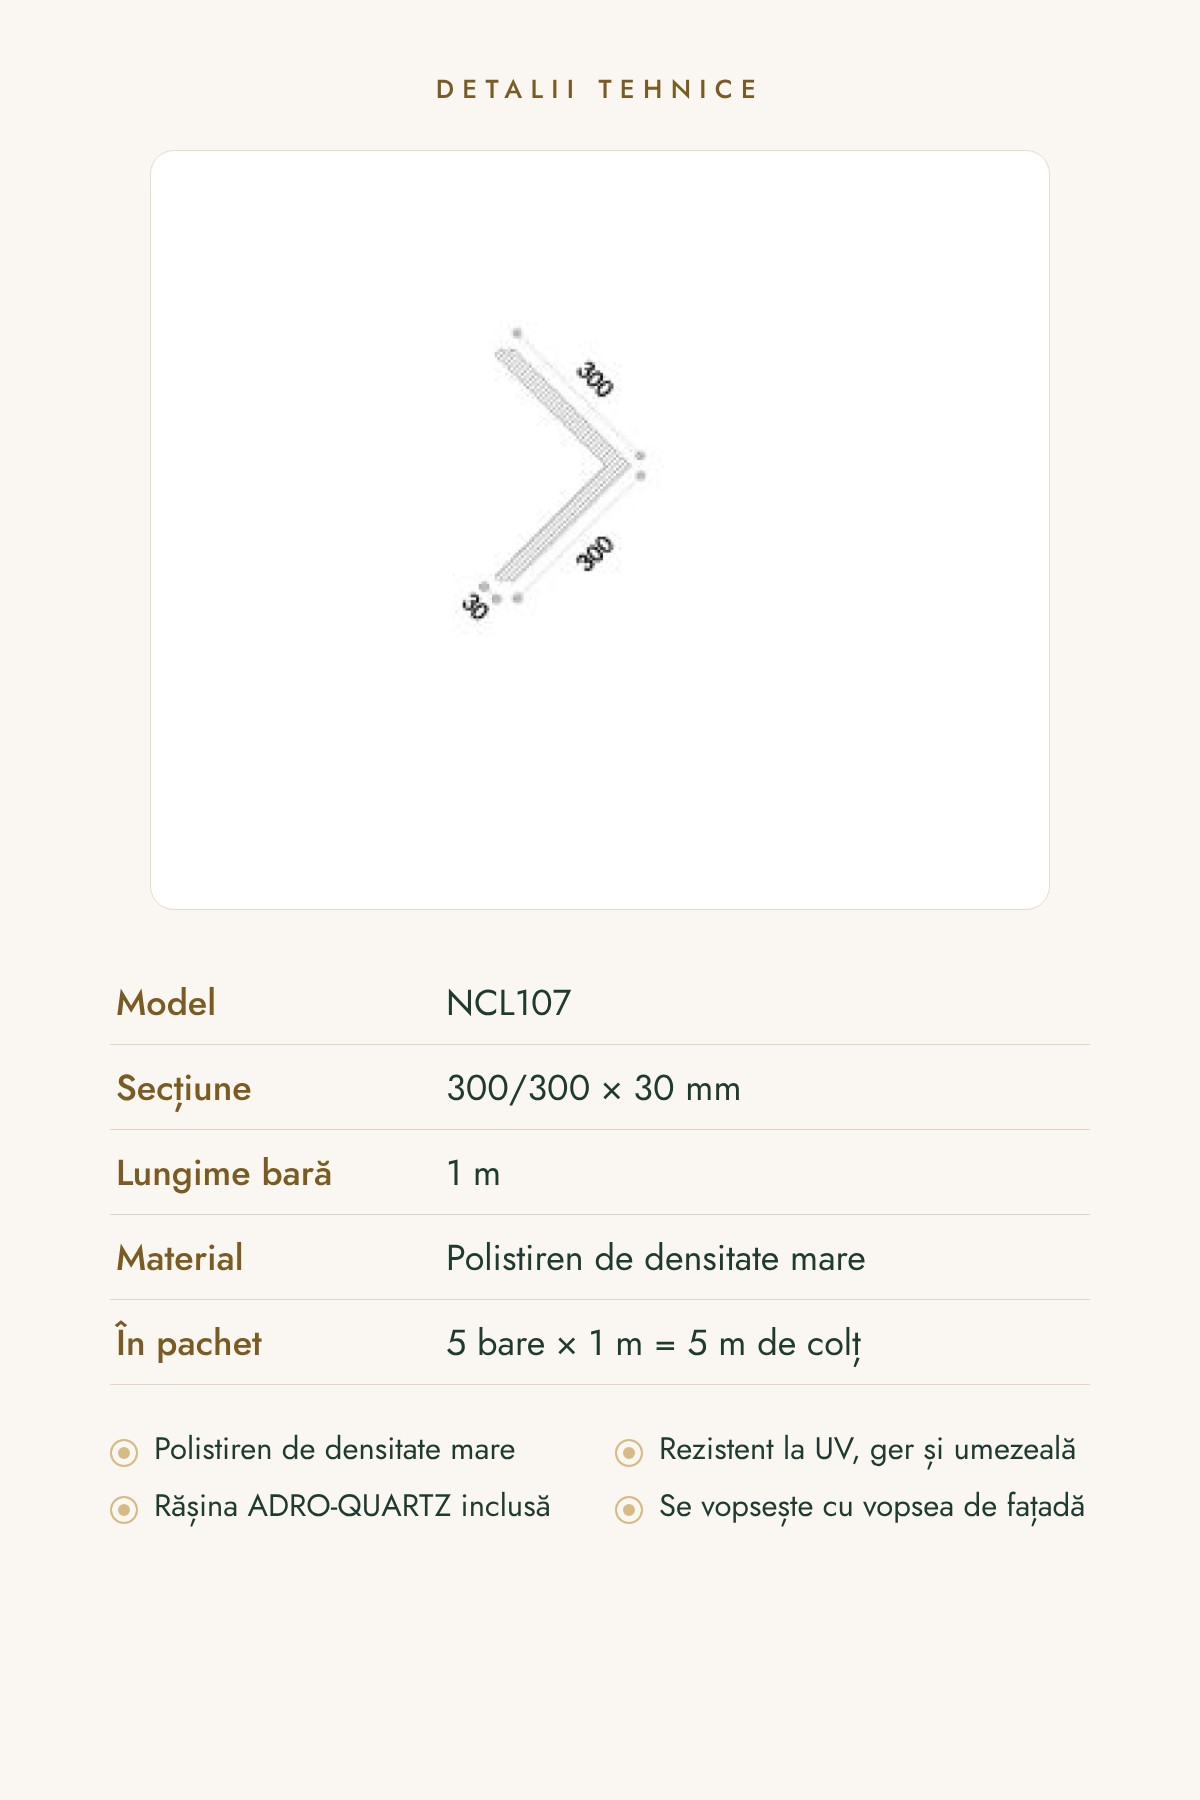 DETALII TEHNICE
300
300
30
Model NCL107
Secțiune 300/300 × 30 mm
Lungime bară 1 m
Material Polistiren de densitate mare
În pachet 5 bare × 1 m = 5 m de colț
Polistiren de densitate mare Rezistent la UV, ger și umezeală
Rășina ADRO-QUARTZ inclusă Se vopsește cu vopsea de fațadă